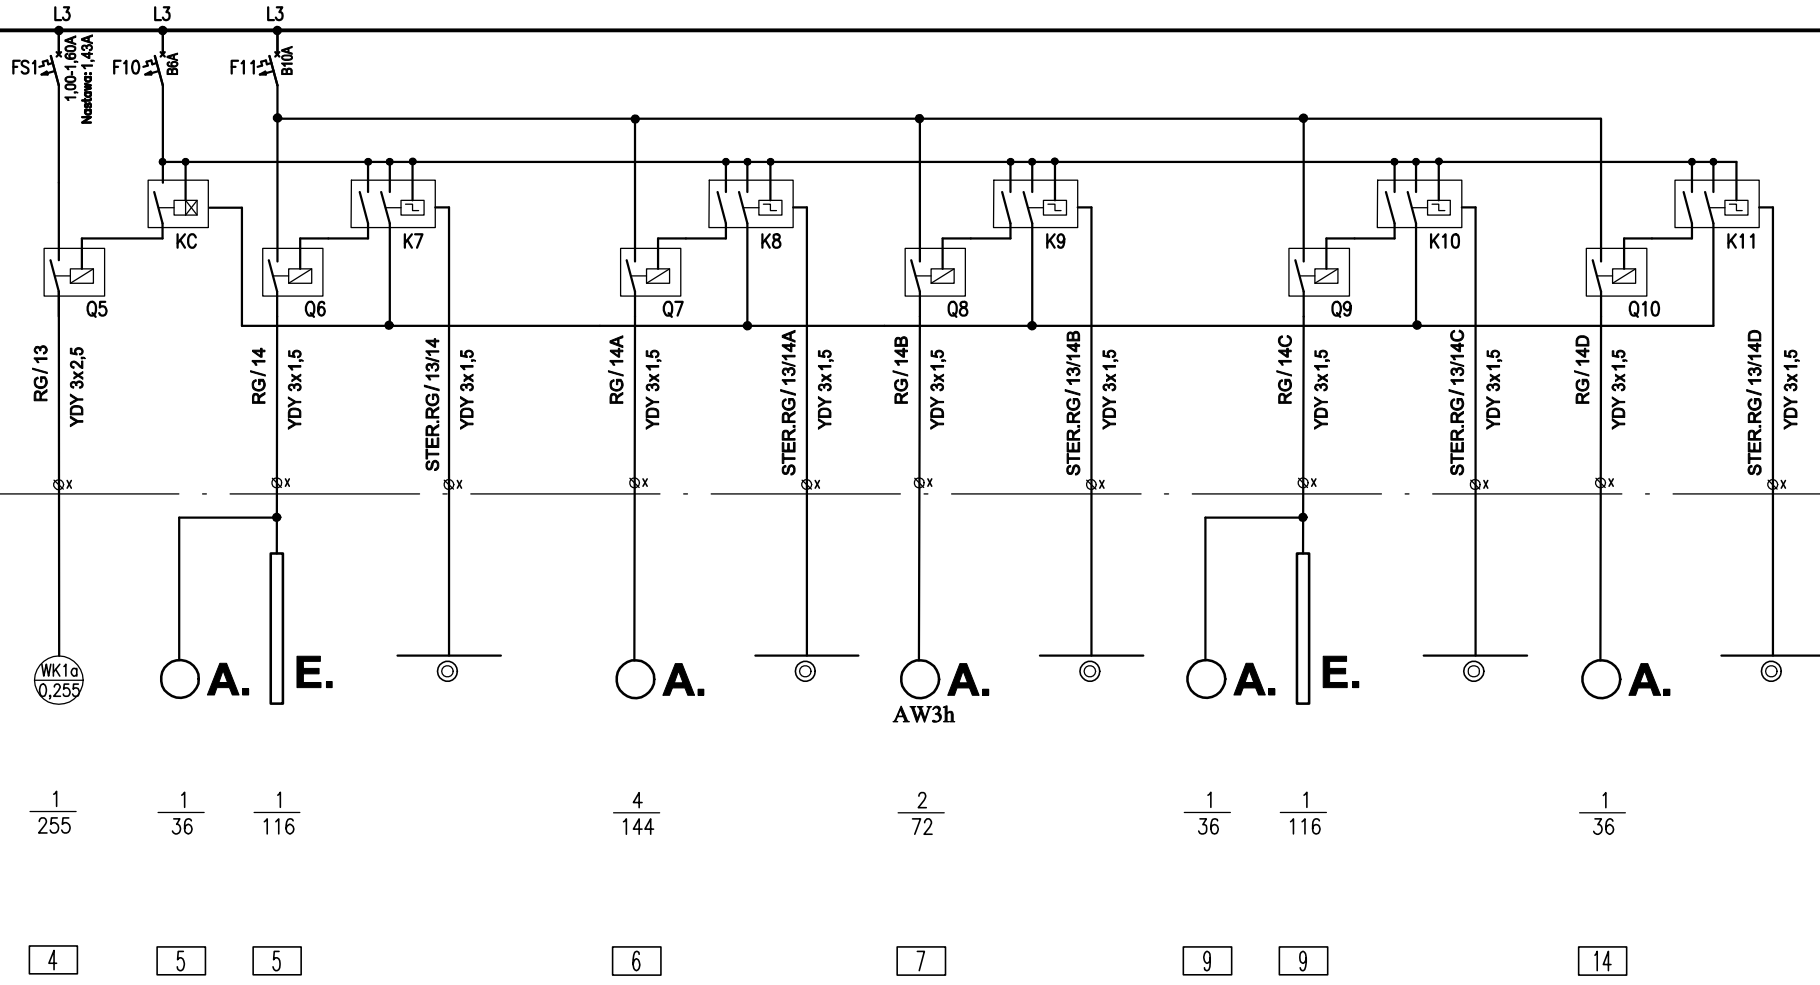 L3 L3 L3
FS1 1,00-1,60A
Nastawa:1,43A
F10 B6A F11 B10A
KC K7 K8 K9 K10 K11
Q5 Q6 Q7 Q8 Q9 Q10
RG/13 YDY 3x2,5
RG/14 YDY 3x1,5
STER.RG/13/14 YDY 3x1,5
RG/14A YDY 3x1,5
STER.RG/13/14A YDY 3x1,5
RG/14B YDY 3x1,5
STER.RG/13/14B YDY 3x1,5
RG/14C YDY 3x1,5
STER.RG/13/14C YDY 3x1,5
RG/14D YDY 3x1,5
STER.RG/13/14D YDY 3x1,5
x x x x x x x x x x x
WK1a
0,255
A. E. A. A. A. E. A.
AW3h
1 1 1 4 2 1 1 1
255 36 116 144 72 36 116 36
4 5 5 6 7 9 9 14